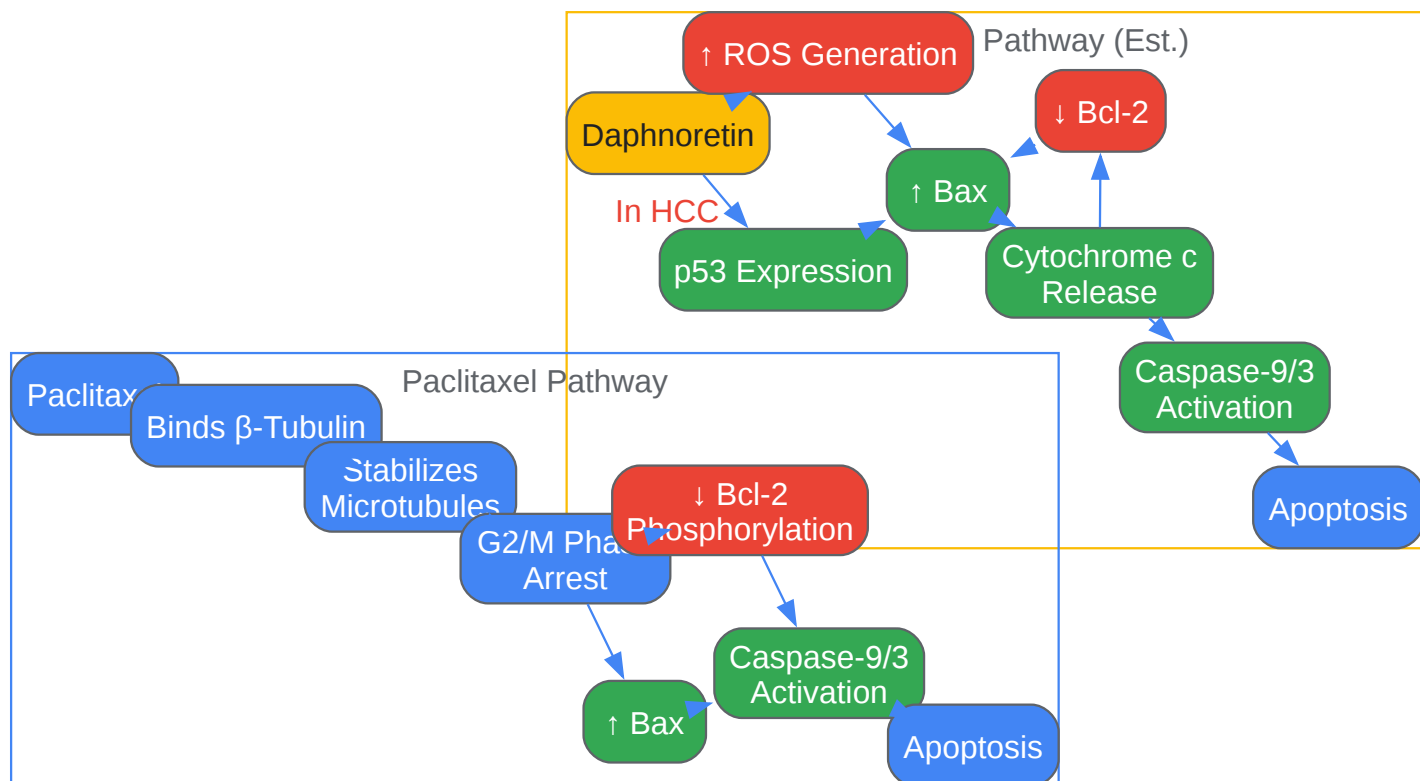 ↑ ROS Generation
Pathway (Est.)
↓ Bcl-2
Daphnoretin
↑ Bax
In HCC
p53 Expression
Cytochrome c
Release
Caspase-9/3
Activation
Apoptosis
Paclitaxel Pathway
Binds β-Tubulin
Stabilizes
Microtubules
↓ Bcl-2
Phosphorylation
G2/M
Arrest
Caspase-9/3
Activation
↑ Bax
Apoptosis